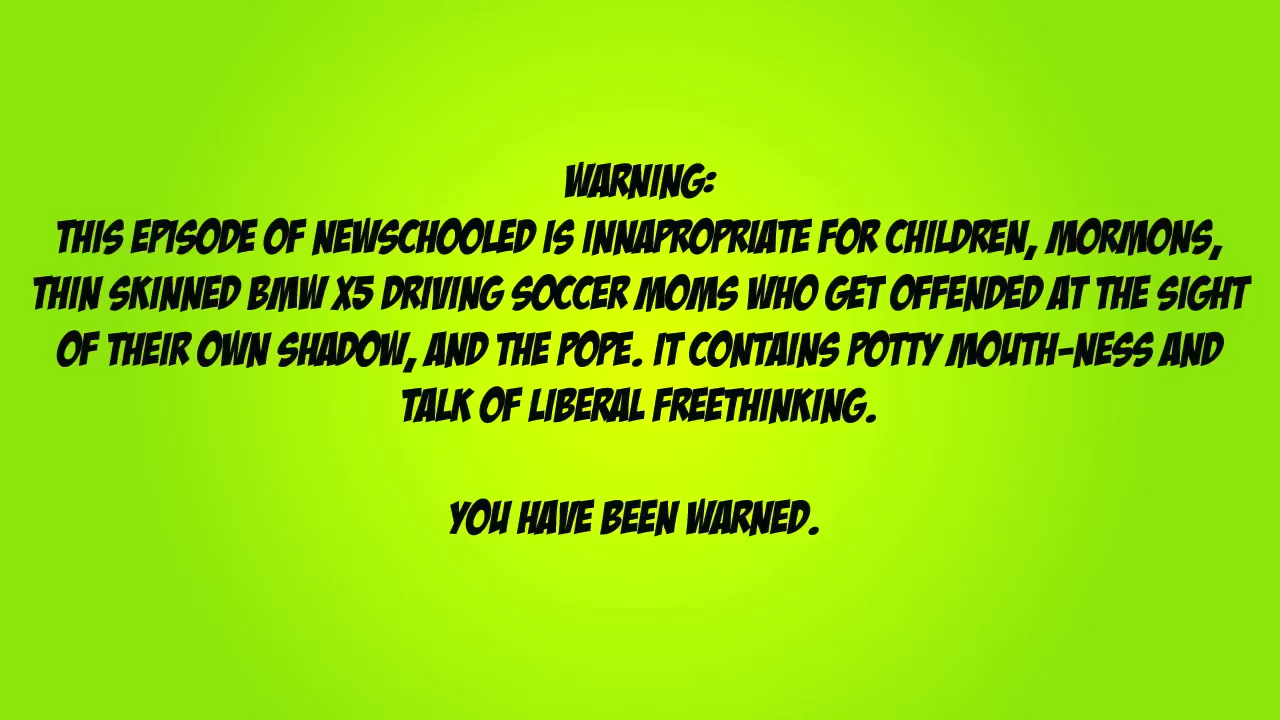 WARNING:
THIS EPISODE OF NEWSCHOOLED IS INNAPROPRIATE FOR CHILDREN, MORMONS,
THIN SKINNED BMW X5 DRIVING SOCCER MOMS WHO GET OFFENDED AT THE SIGHT
OF THEIR OWN SHADOW, AND THE POPE. IT CONTAINS POTTY MOUTH-NESS AND
TALK OF LIBERAL FREETHINKING.
YOU HAVE BEEN WARNED.